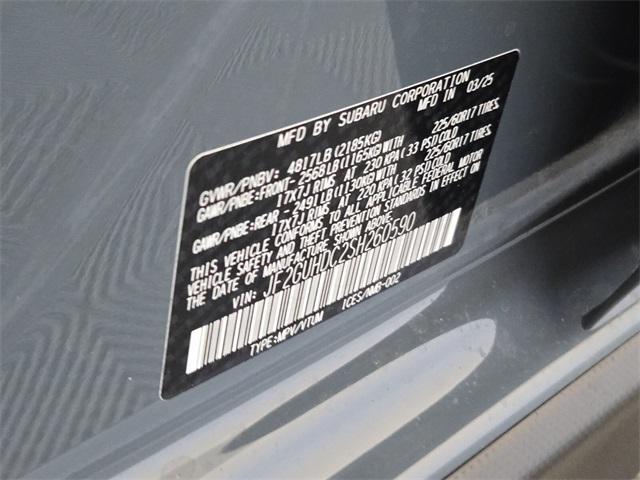 MFD BY SUBARU CORPORATION
MFD IN 03/25
GVWR/PNBV: 4817LB(2185KG)
GAWR/PNBE:FRONT-2568LB(1165KG)WITH 225/60R17 TIRES.
17X7J RIMS AT 230 KPA(33 PSI)COLD
GAWR/PNBE:REAR -2491LB(1130KG)WITH 225/60R17 TIRES.
17X7J RIMS AT 220 KPA(32 PSI)COLD
THIS VEHICLE CONFORMS TO ALL APPLICABLE FEDERAL MOTOR
VEHICLE SAFETY AND THEFT PREVENTION STANDARDS IN EFFECT ON
THE DATE OF MANUFACTURE SHOWN ABOVE.
VIN: JF2GUHDC2SH260590
TYPE:MPV/VTUM ICES/NMB-002